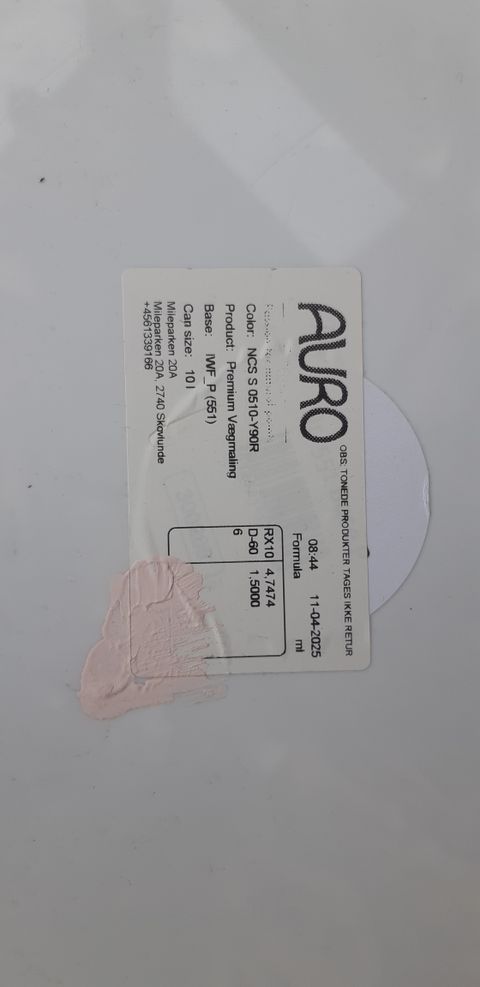 OBS: TONEDE PRODUKTER TAGES IKKE RETUR
AURO
08:44 11-04-2025
Formula ml
Color: NCS S 0510-Y90R
Product: Premium Vægmaling
Base: IWF_P (551)
Can size: 10 l
RX10 4,7474
D-60 1,5000
6
Mileparken 20A
Mileparken 20A, 2740 Skovlunde
+4561339166